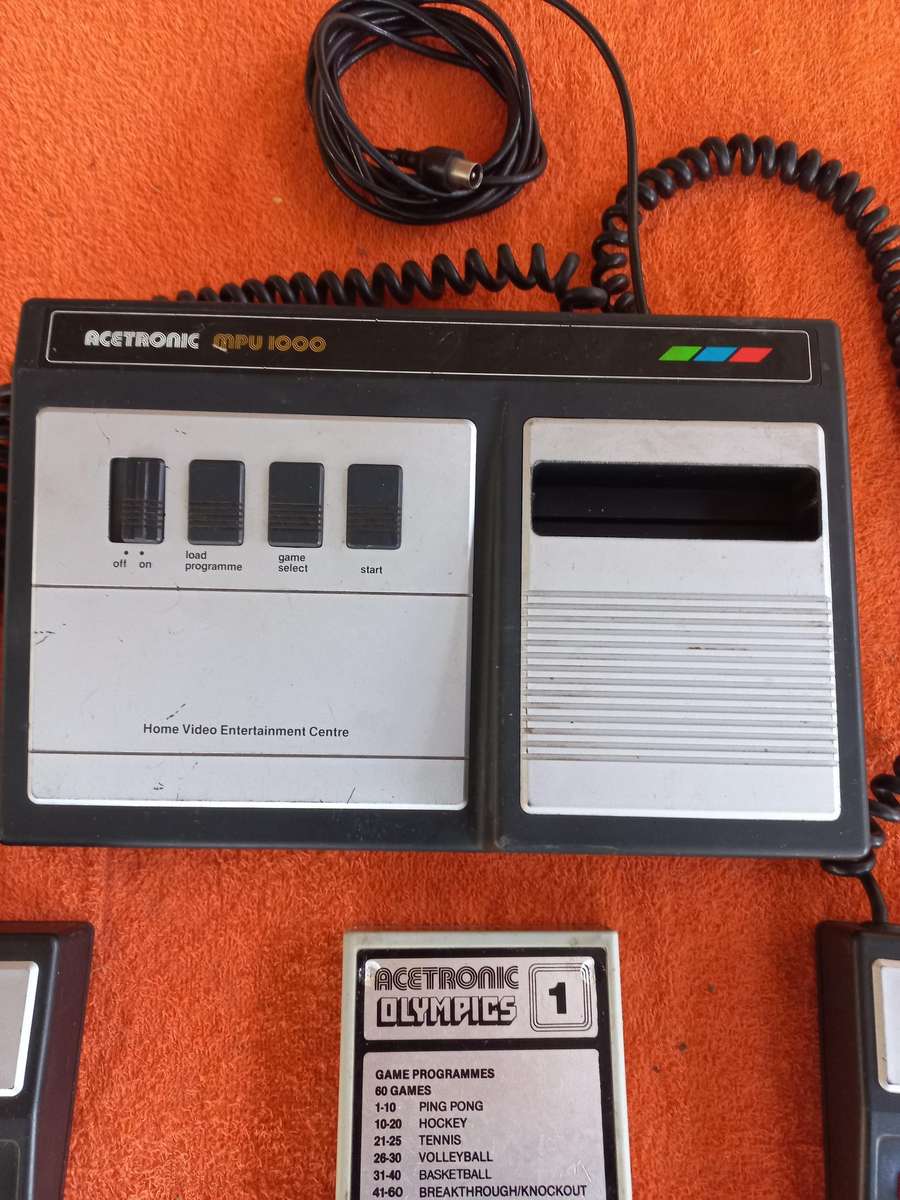 ACETRONIC MPU 1000
off on
load programme
game select
start
Home Video Entertainment Centre
ACETRONIC
OLYMPICS
1
GAME PROGRAMMES
60 GAMES
1-10 PING PONG
10-20 HOCKEY
21-25 TENNIS
26-30 VOLLEYBALL
31-40 BASKETBALL
41-60 BREAKTHROUGH/KNOCKOUT